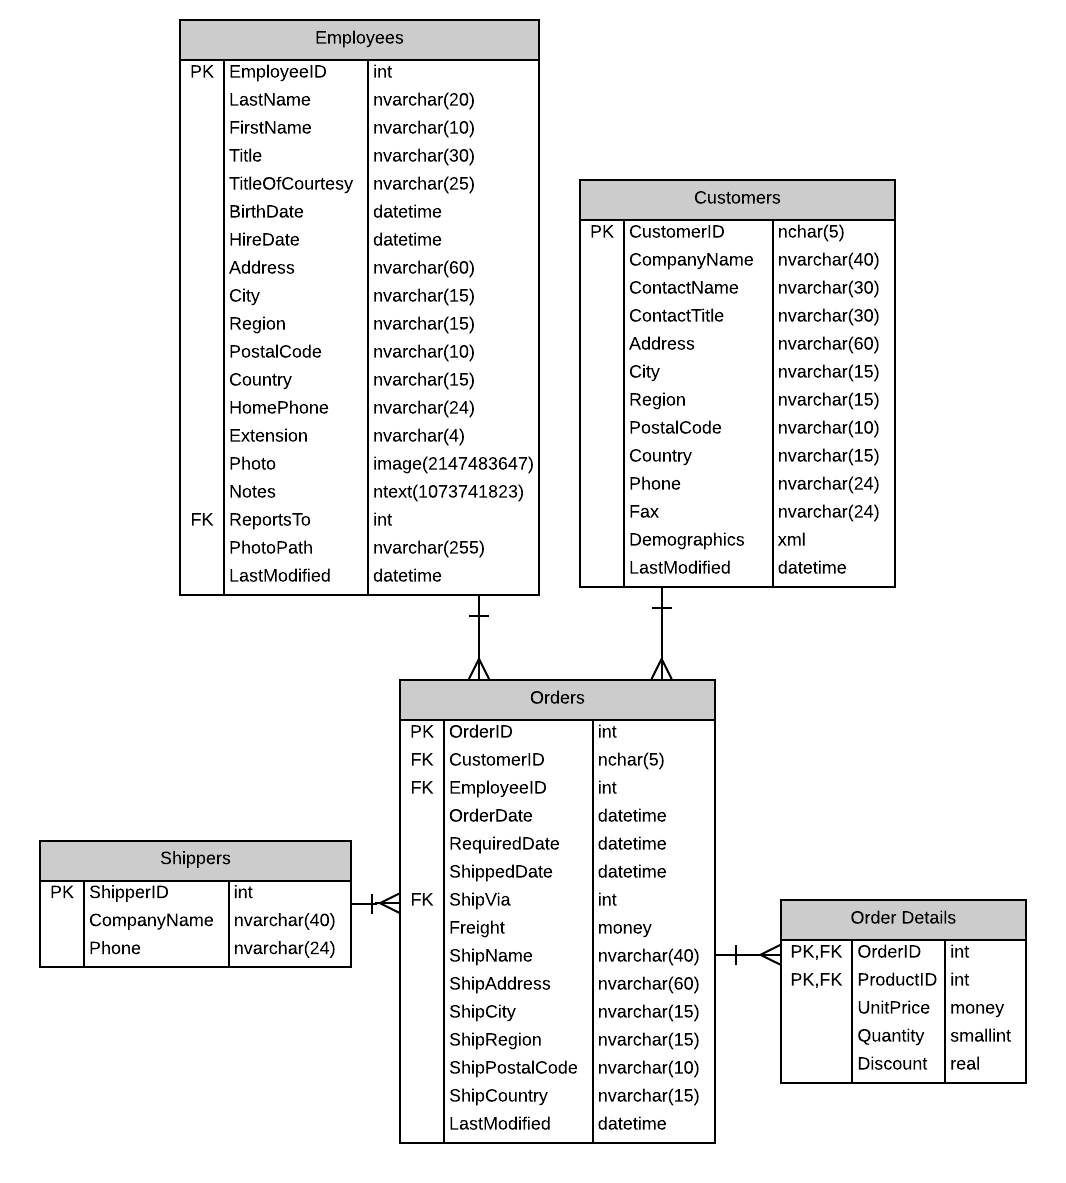 Employees
PK EmployeeID int
LastName nvarchar(20)
FirstName nvarchar(10)
Title nvarchar(30)
TitleOfCourtesy nvarchar(25)
BirthDate datetime
HireDate datetime
Address nvarchar(60)
City nvarchar(15)
Region nvarchar(15)
PostalCode nvarchar(10)
Country nvarchar(15)
HomePhone nvarchar(24)
Extension nvarchar(4)
Photo image(2147483647)
Notes ntext(1073741823)
FK ReportsTo int
PhotoPath nvarchar(255)
LastModified datetime
Customers
PK CustomerID nchar(5)
CompanyName nvarchar(40)
ContactName nvarchar(30)
ContactTitle nvarchar(30)
Address nvarchar(60)
City nvarchar(15)
Region nvarchar(15)
PostalCode nvarchar(10)
Country nvarchar(15)
Phone nvarchar(24)
Fax nvarchar(24)
Demographics xml
LastModified datetime
Orders
PK OrderID int
FK CustomerID nchar(5)
FK EmployeeID int
OrderDate datetime
RequiredDate datetime
ShippedDate datetime
FK ShipVia int
Freight money
ShipName nvarchar(40)
ShipAddress nvarchar(60)
ShipCity nvarchar(15)
ShipRegion nvarchar(15)
ShipPostalCode nvarchar(10)
ShipCountry nvarchar(15)
LastModified datetime
Shippers
PK ShipperID int
CompanyName nvarchar(40)
Phone nvarchar(24)
Order Details
PK,FK OrderID int
PK,FK ProductID int
UnitPrice money
Quantity smallint
Discount real